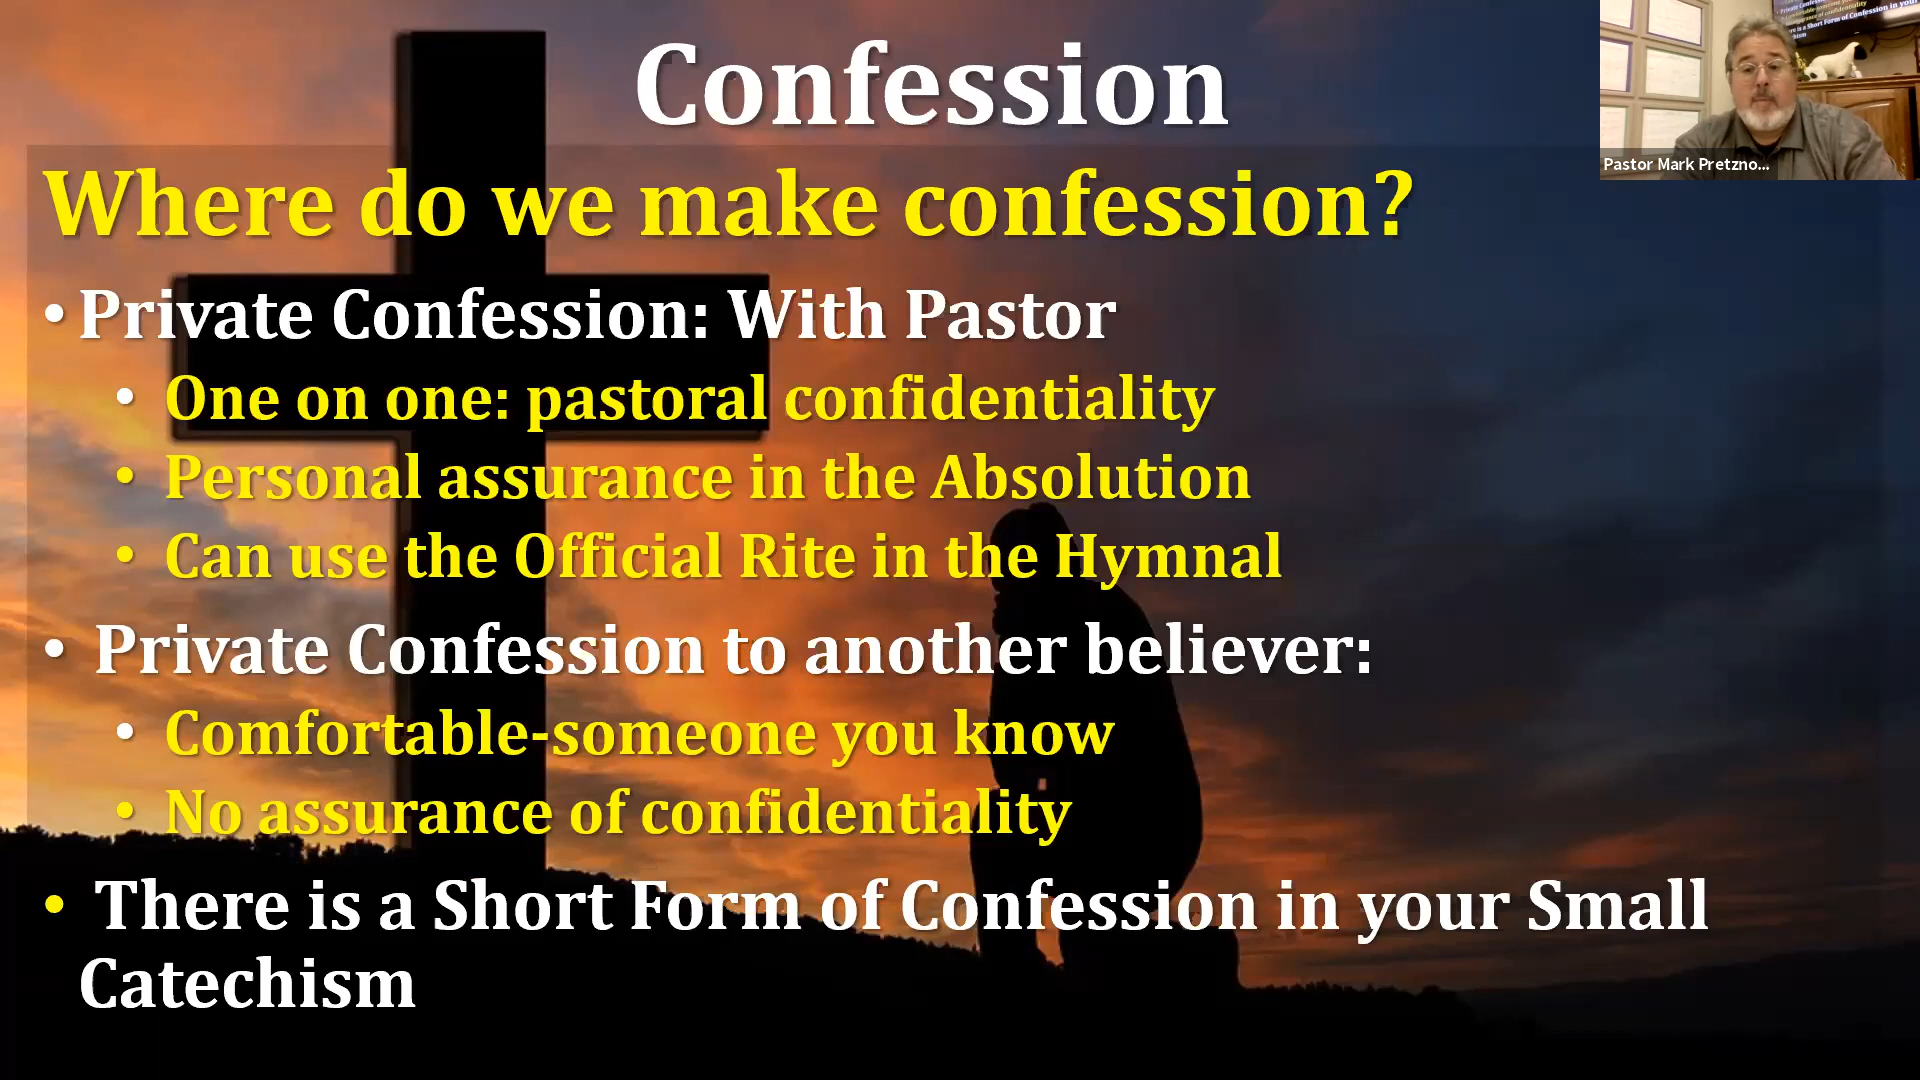 Confession
Where do we make confession?
• Private Confession: With Pastor
• One on one: pastoral confidentiality
• Personal assurance in the Absolution
• Can use the Official Rite in the Hymnal
• Private Confession to another believer:
• Comfortable-someone you know
• No assurance of confidentiality
• There is a Short Form of Confession in your Small
Catechism
Pastor Mark Pretzno...